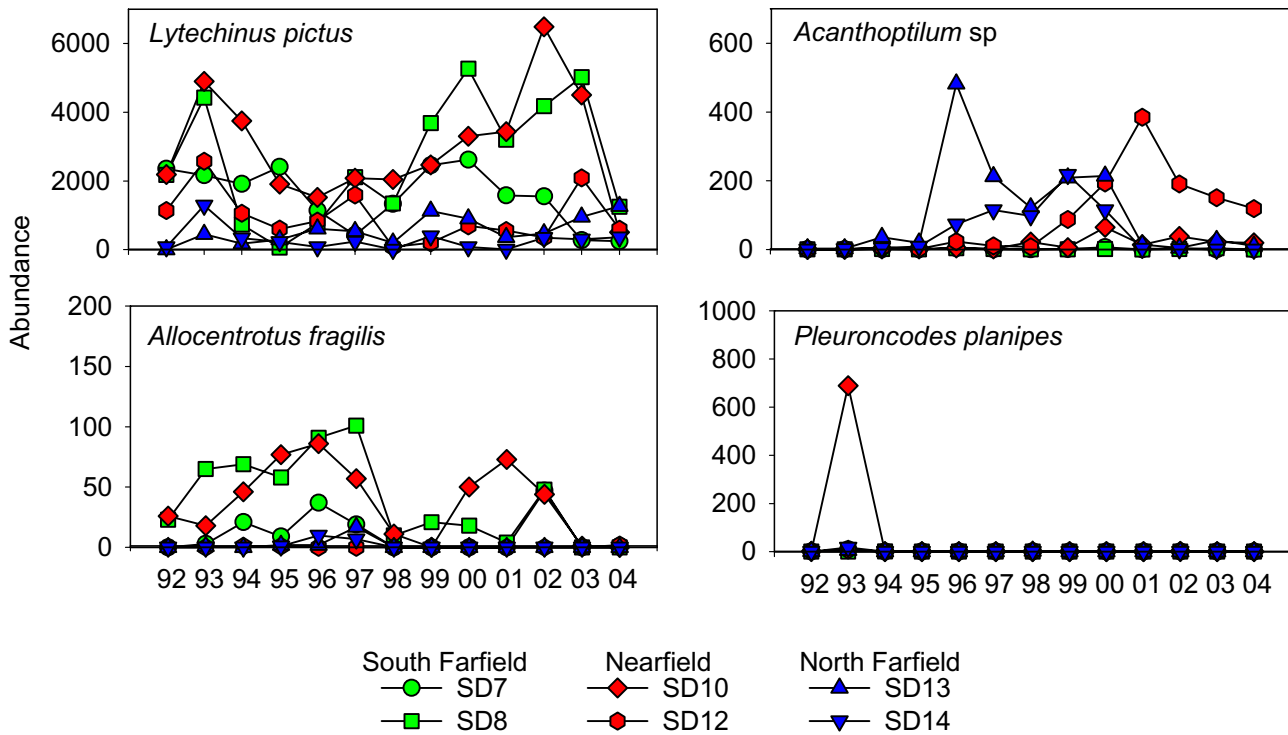 Lytechinus pictus
6000
4000
2000
0
Acanthoptilum sp
600
400
200
0
Abundance
Allocentrotus fragilis
200
150
100
50
0
92 93 94 95 96 97 98 99 00 01 02 03 04
Pleuroncodes planipes
1000
800
600
400
200
0
92 93 94 95 96 97 98 99 00 01 02 03 04
South Farfield Nearfield North Farfield
SD7 SD10 SD13
SD8 SD12 SD14